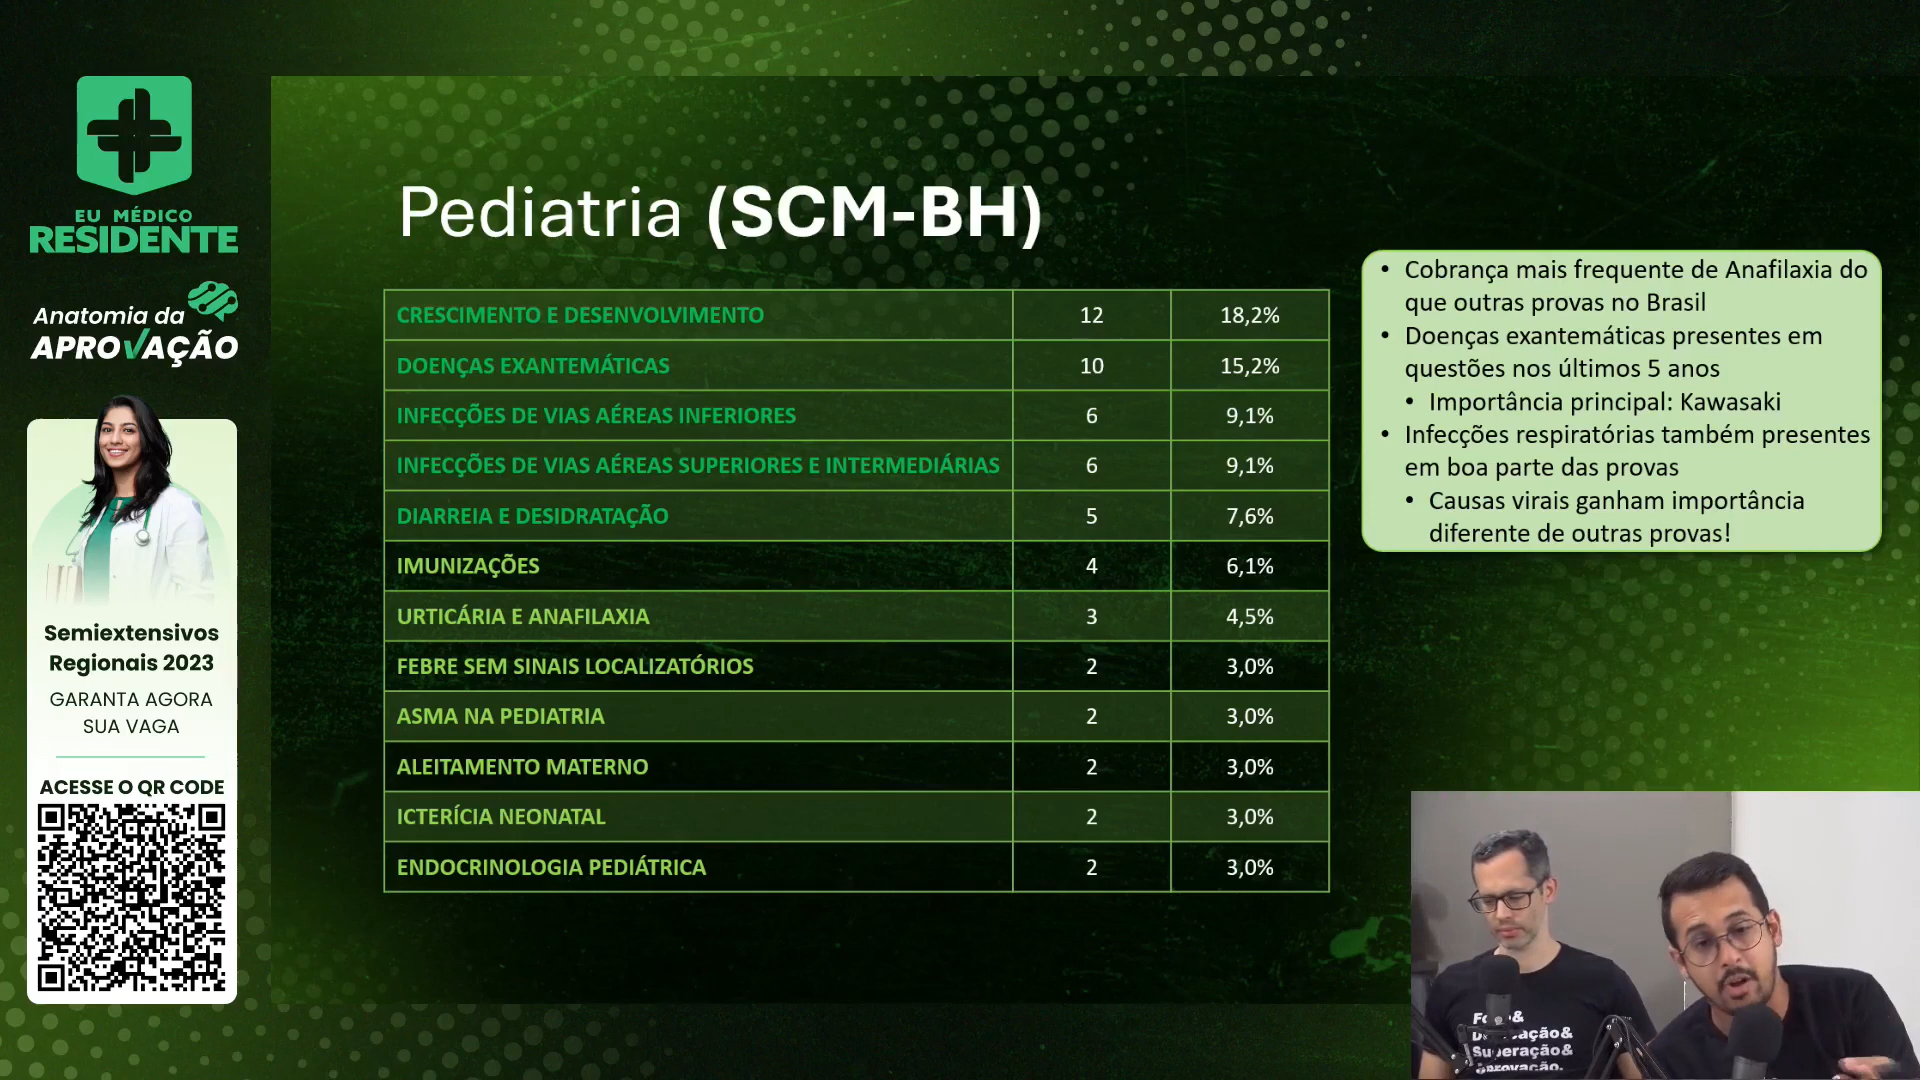 EU MÉDICO
RESIDENTE
Anatomia da
APROVAÇÃO
Semiextensivos
Regionais 2023
GARANTA AGORA
SUA VAGA
ACESSE O QR CODE
Pediatria (SCM-BH)
CRESCIMENTO E DESENVOLVIMENTO 12 18,2%
DOENÇAS EXANTEMÁTICAS 10 15,2%
INFECÇÕES DE VIAS AÉREAS INFERIORES 6 9,1%
INFECÇÕES DE VIAS AÉREAS SUPERIORES E INTERMEDIÁRIAS 6 9,1%
DIARREIA E DESIDRATAÇÃO 5 7,6%
IMUNIZAÇÕES 4 6,1%
URTICÁRIA E ANAFILAXIA 3 4,5%
FEBRE SEM SINAIS LOCALIZATÓRIOS 2 3,0%
ASMA NA PEDIATRIA 2 3,0%
ALEITAMENTO MATERNO 2 3,0%
ICTERÍCIA NEONATAL 2 3,0%
ENDOCRINOLOGIA PEDIÁTRICA 2 3,0%
• Cobrança mais frequente de Anafilaxia do
que outras provas no Brasil
• Doenças exantemáticas presentes em
questões nos últimos 5 anos
• Importância principal: Kawasaki
• Infecções respiratórias também presentes
em boa parte das provas
• Causas virais ganham importância
diferente de outras provas!
Superação&
Aprovação.